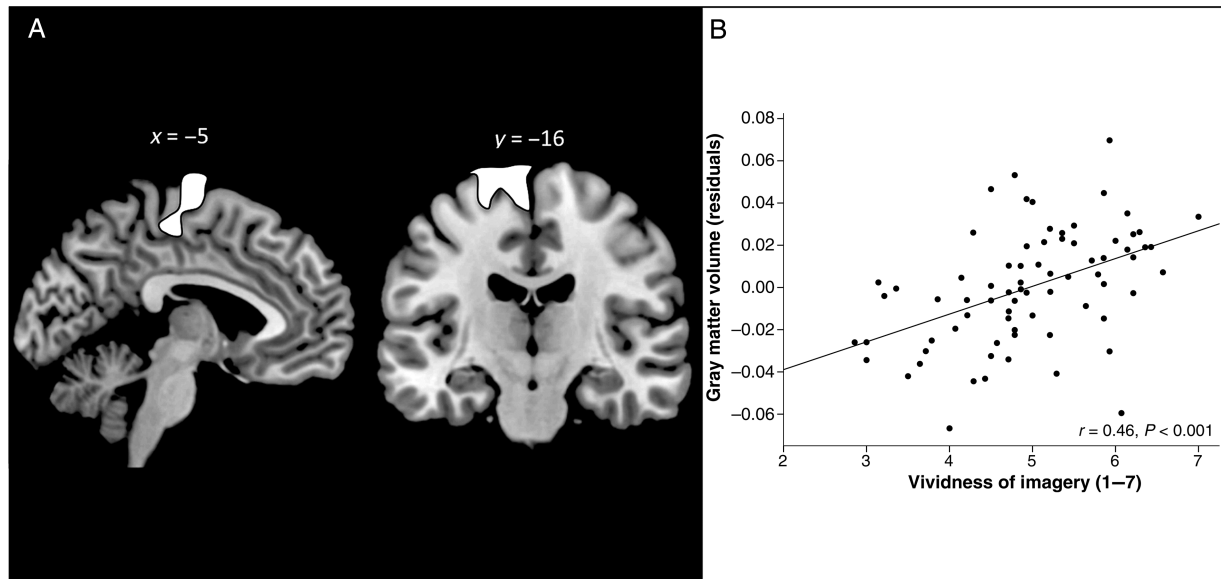 A
x = –5
y = –16
B
Gray matter volume (residuals)
0.08
0.06
0.04
0.02
0.00
–0.02
–0.04
–0.06
r = 0.46, P < 0.001
2 3 4 5 6 7
Vividness of imagery (1–7)